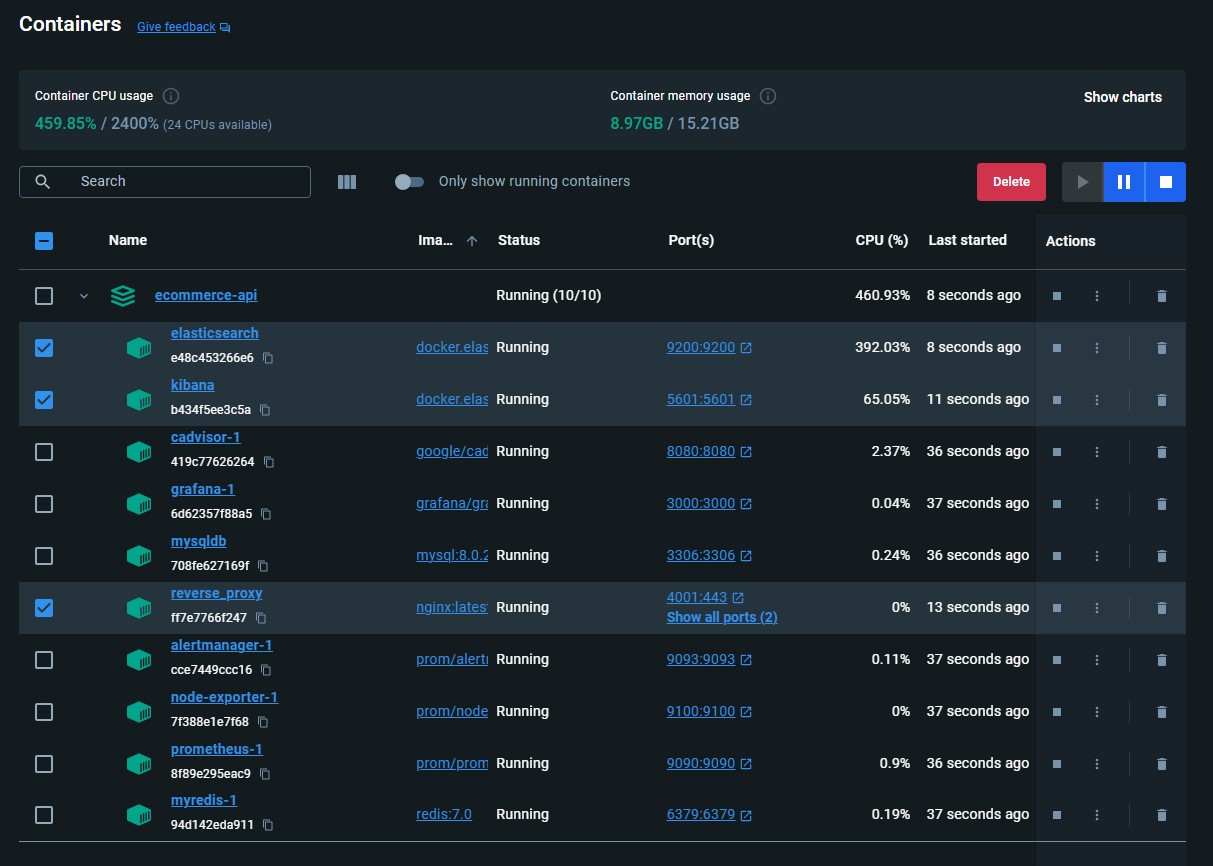 Containers Give feedback
Container CPU usage Container memory usage Show charts
459.85% / 2400% (24 CPUs available) 8.97GB / 15.21GB
Search Only show running containers Delete
Name Ima... Status Port(s) CPU (%) Last started Actions
ecommerce-api Running (10/10) 460.93% 8 seconds ago
elasticsearch
e48c453266e6 docker.elas Running 9200:9200 392.03% 8 seconds ago
kibana
b434f5ee3c5a docker.elas Running 5601:5601 65.05% 11 seconds ago
cadvisor-1
419c77626264 google/cad Running 8080:8080 2.37% 36 seconds ago
grafana-1
6d62357f88a5 grafana/gra Running 3000:3000 0.04% 37 seconds ago
mysqldb
708fe627169f mysql:8.0.2 Running 3306:3306 0.24% 36 seconds ago
reverse_proxy
ff7e7766f247 nginx:lates Running 4001:443 0% 13 seconds ago
Show all ports (2)
alertmanager-1
cce7449ccc16 prom/alert Running 9093:9093 0.11% 37 seconds ago
node-exporter-1
7f388e1e7f68 prom/node Running 9100:9100 0% 37 seconds ago
prometheus-1
8f89e295eac9 prom/prom Running 9090:9090 0.9% 36 seconds ago
myredis-1
94d142eda911 redis:7.0 Running 6379:6379 0.19% 37 seconds ago